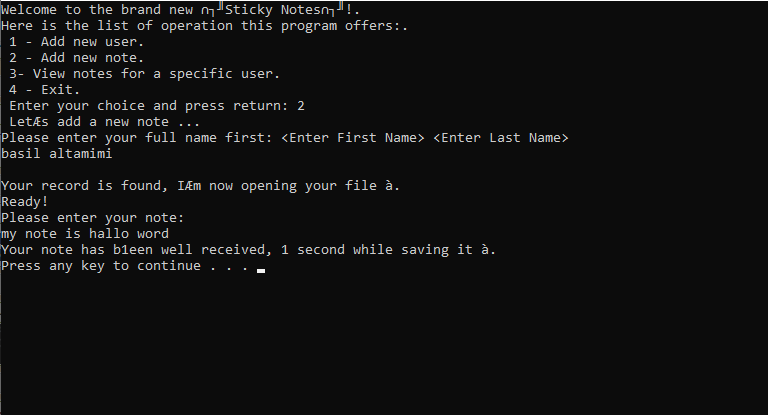 Welcome to the brand new ∩┐╝Sticky Notes∩┐╝!.
Here is the list of operation this program offers:.
1 - Add new user.
2 - Add new note.
3- View notes for a specific user.
4 - Exit.
Enter your choice and press return: 2
LetÆs add a new note ...
Please enter your full name first: <Enter First Name> <Enter Last Name>
basil altamimi
Your record is found, IÆm now opening your file à.
Ready!
Please enter your note:
my note is hallo word
Your note has b1een well received, 1 second while saving it à.
Press any key to continue . . .